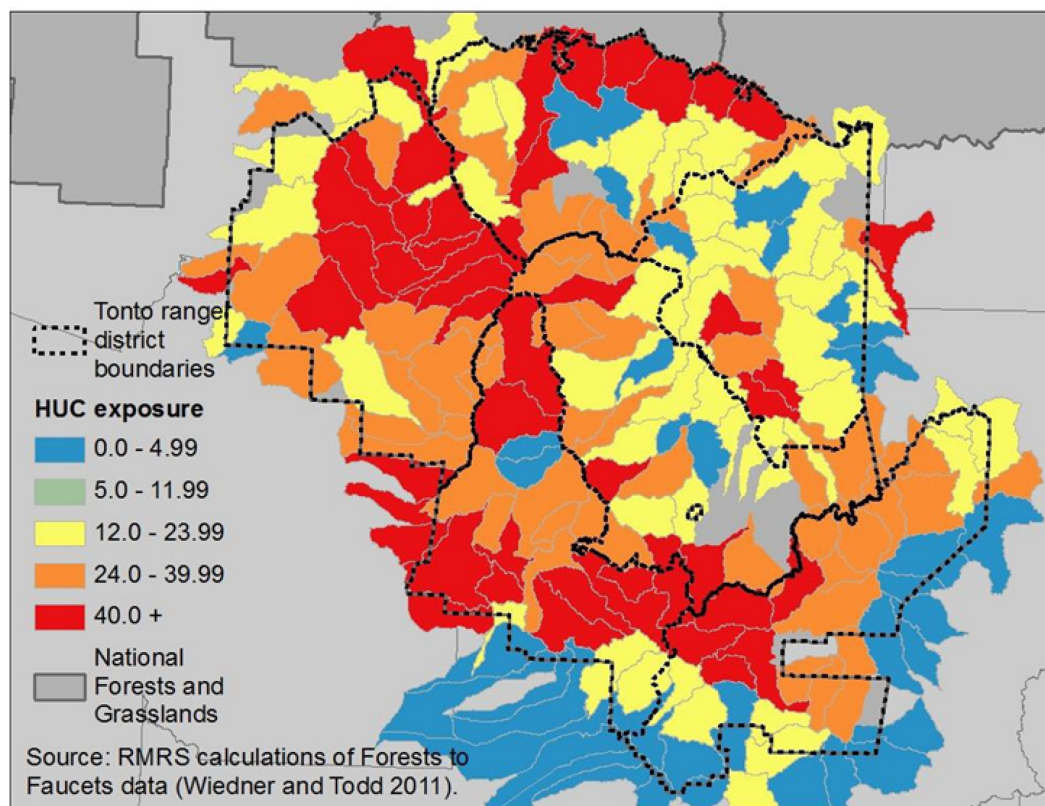 Tonto range
district
boundaries
HUC exposure
0.0 - 4.99
5.0 - 11.99
12.0 - 23.99
24.0 - 39.99
40.0 +
National
Forests and
Grasslands
Source: RMRS calculations of Forests to
Faucets data (Wiedner and Todd 2011).